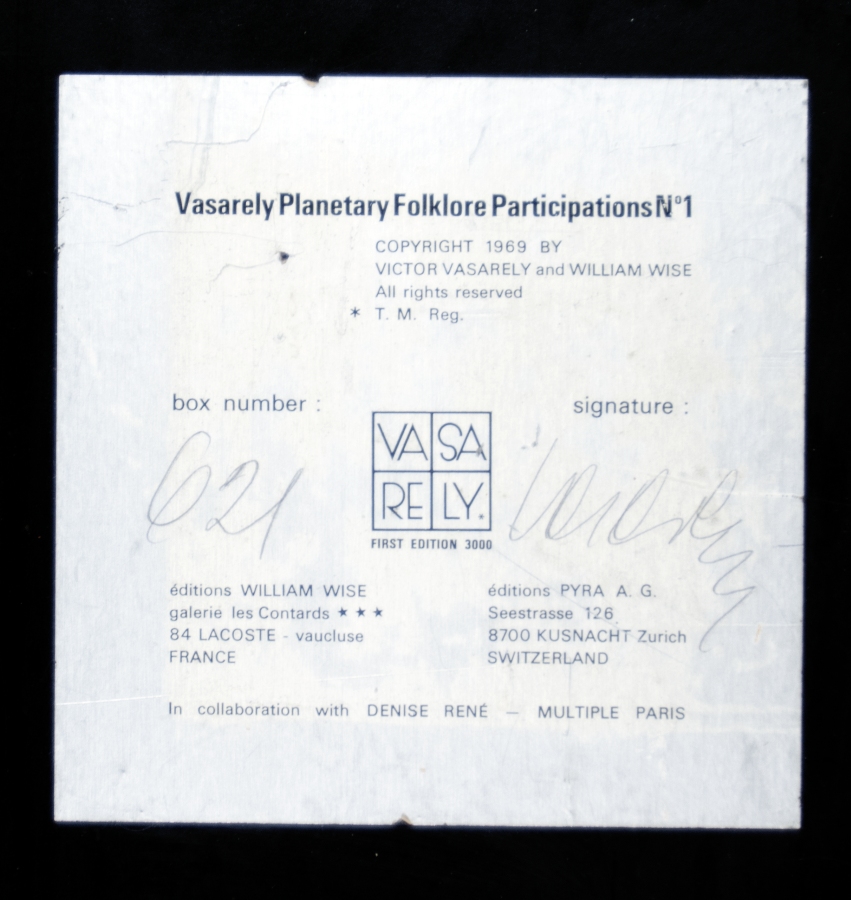 Vasarely Planetary Folklore Participations N°1
COPYRIGHT 1969 BY
VICTOR VASARELY and WILLIAM WISE
All rights reserved
* T. M. Reg.
box number :
signature :
621
Vasarely
VA SA
RE LY.
FIRST EDITION 3000
éditions WILLIAM WISE
galerie les Contards ★ ★ ★
84 LACOSTE - vaucluse
FRANCE
éditions PYRA A. G.
Seestrasse 126
8700 KUSNACHT Zurich
SWITZERLAND
In collaboration with DENISE RENÉ — MULTIPLE PARIS